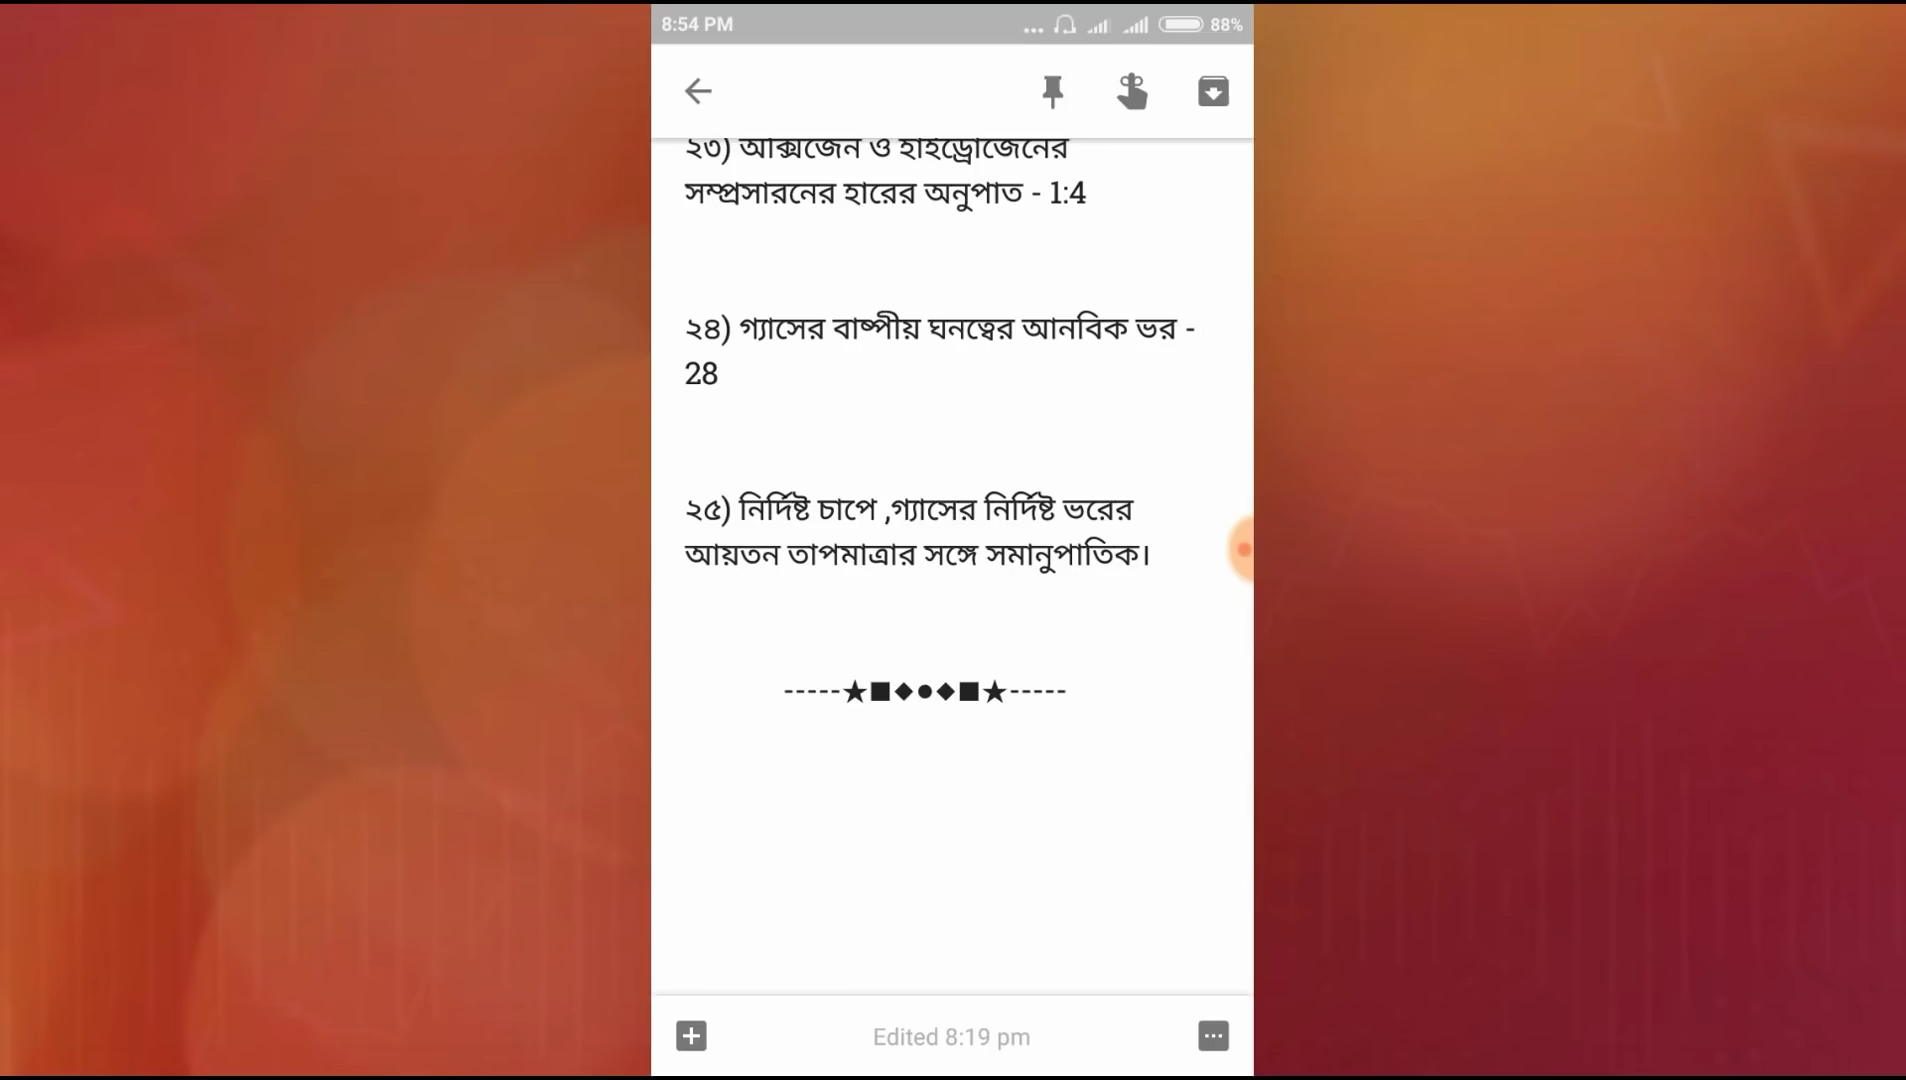 8:54 PM
88%
২৩) অক্সিজেন ও হাইড্রোজেনের
সম্প্রসারনের হারের অনুপাত - 1:4
২৪) গ্যাসের বাষ্পীয় ঘনত্বের আনবিক ভর -
28
২৫) নির্দিষ্ট চাপে ,গ্যাসের নির্দিষ্ট ভরের
আয়তন তাপমাত্রার সঙ্গে সমানুপাতিক।
-----★■◆●◆■★-----
Edited 8:19 pm